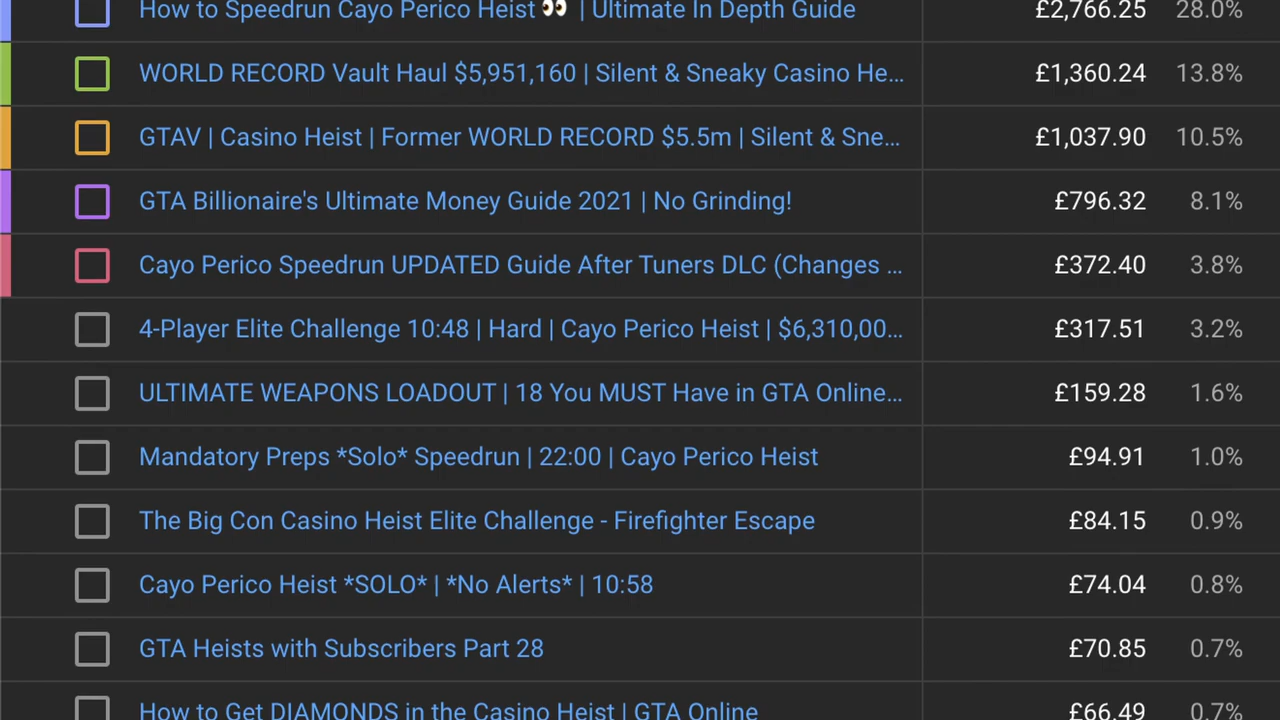 How to Speedrun Cayo Perico Heist 👀 | Ultimate In Depth Guide £2,766.25 28.0%
WORLD RECORD Vault Haul $5,951,160 | Silent & Sneaky Casino He... £1,360.24 13.8%
GTAV | Casino Heist | Former WORLD RECORD $5.5m | Silent & Sne... £1,037.90 10.5%
GTA Billionaire's Ultimate Money Guide 2021 | No Grinding! £796.32 8.1%
Cayo Perico Speedrun UPDATED Guide After Tuners DLC (Changes ... £372.40 3.8%
4-Player Elite Challenge 10:48 | Hard | Cayo Perico Heist | $6,310,00... £317.51 3.2%
ULTIMATE WEAPONS LOADOUT | 18 You MUST Have in GTA Online... £159.28 1.6%
Mandatory Preps *Solo* Speedrun | 22:00 | Cayo Perico Heist £94.91 1.0%
The Big Con Casino Heist Elite Challenge - Firefighter Escape £84.15 0.9%
Cayo Perico Heist *SOLO* | *No Alerts* | 10:58 £74.04 0.8%
GTA Heists with Subscribers Part 28 £70.85 0.7%
How to Get DIAMONDS in the Casino Heist | GTA Online £66.49 0.7%